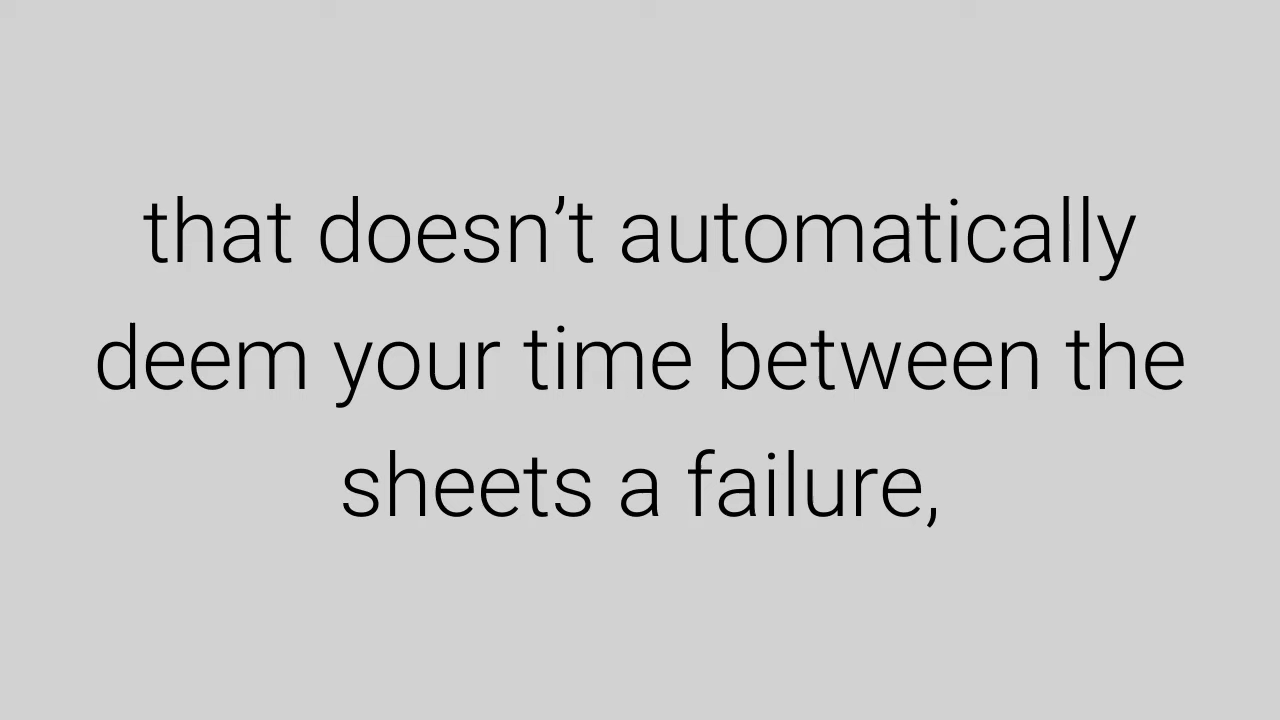 that doesn’t automatically
deem your time between the
sheets a failure,